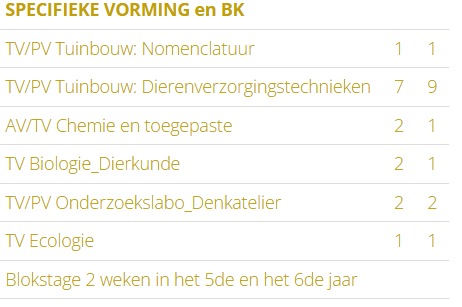 SPECIFIEKE VORMING en BK
TV/PV Tuinbouw: Nomenclatuur 1 1
TV/PV Tuinbouw: Dierenverzorgingstechnieken 7 9
AV/TV Chemie en toegepaste 2 1
TV Biologie_Dierkunde 2 1
TV/PV Onderzoekslabo_Denkatelier 2 2
TV Ecologie 1 1
Blokstage 2 weken in het 5de en het 6de jaar